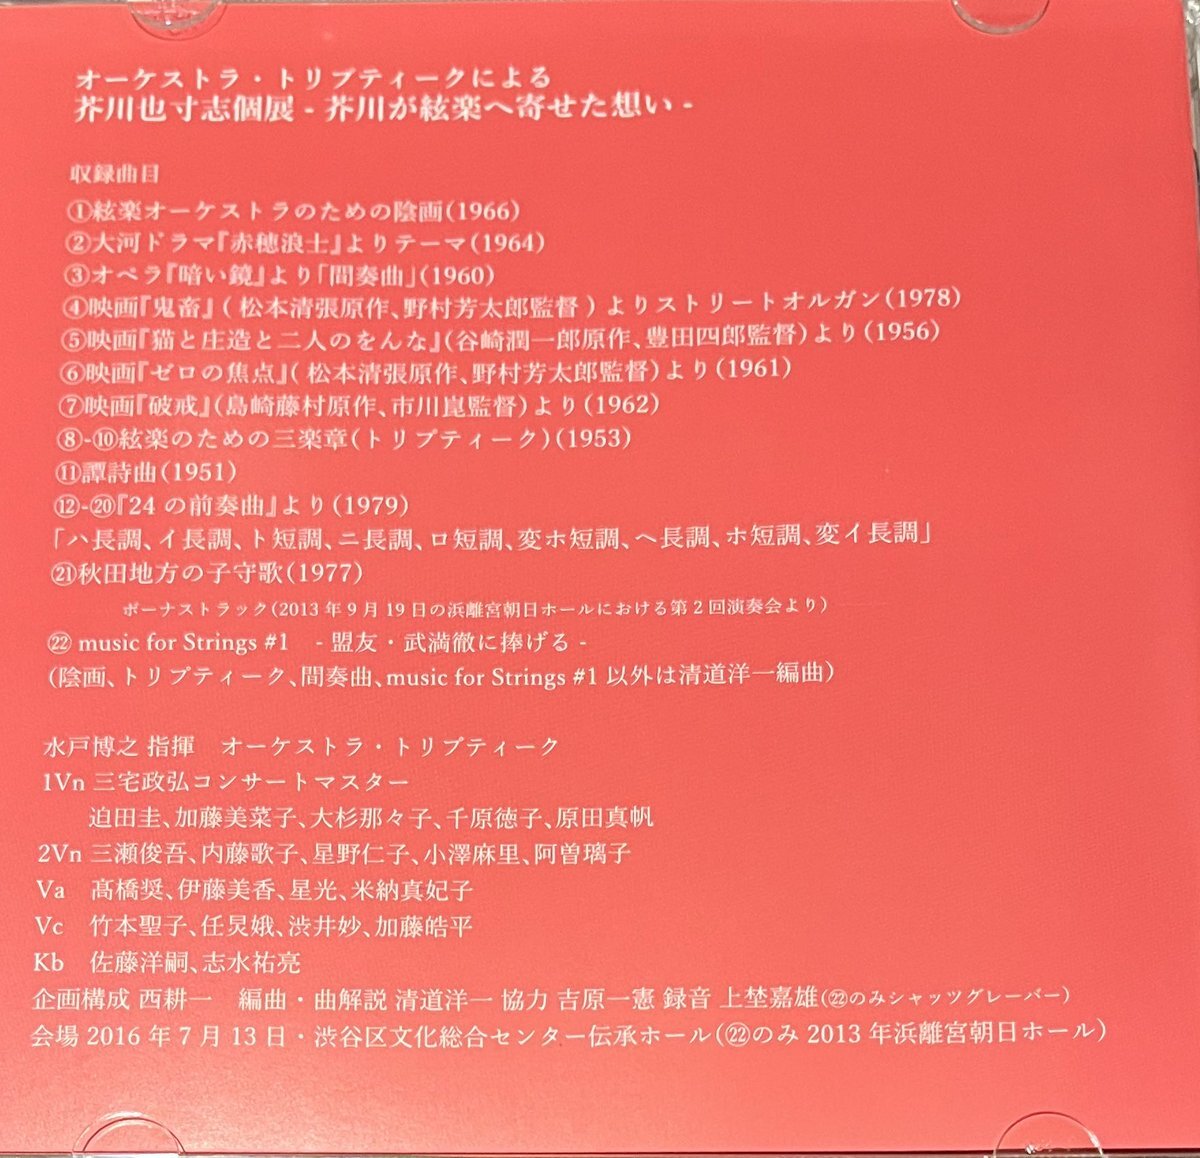 オーケストラ・トリプティークによる
芥川也寸志個展 - 芥川が絃楽へ寄せた想い -
収録曲目
①絃楽オーケストラのための陰画(1966)
②大河ドラマ『赤穂浪士』よりテーマ(1964)
③オペラ『暗い鏡』より「間奏曲」(1960)
④映画『鬼畜』( 松本清張原作、野村芳太郎監督 ) よりストリートオルガン(1978)
⑤映画『猫と庄造と二人のをんな』(谷崎潤一郎原作、豊田四郎監督)より(1956)
⑥映画『ゼロの焦点』( 松本清張原作、野村芳太郎監督)より(1961)
⑦映画『破戒』(島崎藤村原作、市川崑監督)より(1962)
⑧-⑩絃楽のための三楽章(トリプティーク)(1953)
⑪譚詩曲(1951)
⑫-⑳『24 の前奏曲』より(1979)
「ハ長調、イ長調、ト短調、ニ長調、ロ短調、変ホ短調、ヘ長調、ホ短調、変イ長調」
㉑秋田地方の子守歌(1977)
ボーナストラック(2013 年 9 月 19 日の浜離宮朝日ホールにおける第 2 回演奏会より)
㉒ music for Strings #1 - 盟友・武満徹に捧げる -
(陰画、トリプティーク、間奏曲、music for Strings #1 以外は清道洋一編曲)
水戸博之 指揮 オーケストラ・トリプティーク
1Vn 三宅政弘コンサートマスター
迫田圭、加藤美菜子、大杉那々子、千原徳子、原田真帆
2Vn 三瀬俊吾、内藤歌子、星野仁子、小澤麻里、阿曽璃子
Va 髙橋奨、伊藤美香、星光、米納真妃子
Vc 竹本聖子、任炅娥、渋井妙、加藤皓平
Kb 佐藤洋嗣、志水祐亮
企画構成 西耕一 編曲・曲解説 清道洋一 協力 吉原一憲 録音 上埜嘉雄(㉒のみシャッツグレーバー)
会場 2016 年 7 月 13 日・渋谷区文化総合センター伝承ホール(㉒のみ 2013 年浜離宮朝日ホール)